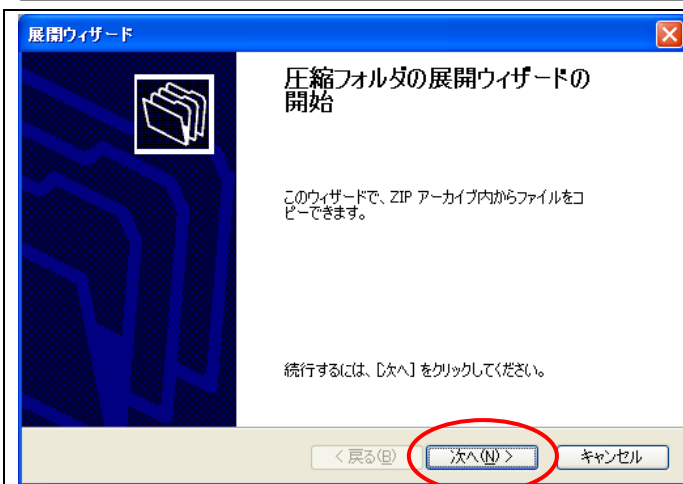 展開ウィザード
圧縮フォルダの展開ウィザードの
開始
このウィザードで、ZIP アーカイブ内からファイルをコ
ピーできます。
続行するには、[次へ] をクリックしてください。
< 戻る(B) 次へ(N) > キャンセル